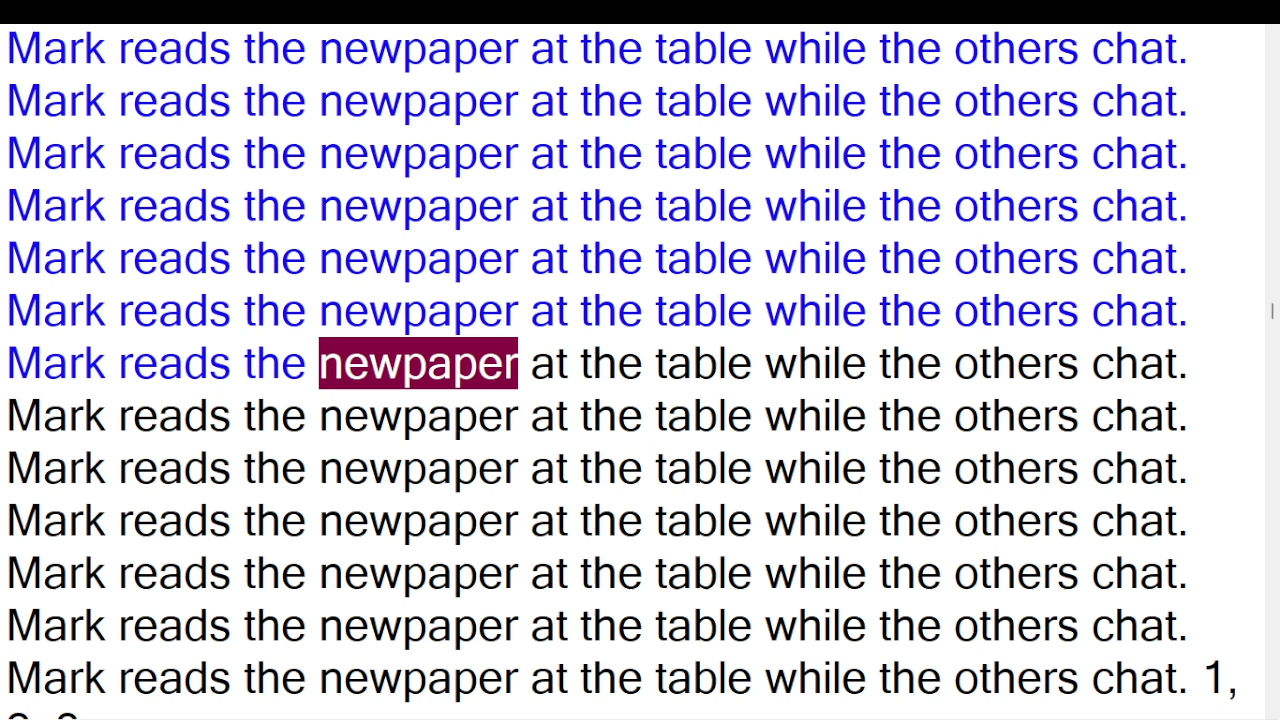 Mark reads the newpaper at the table while the others chat.
Mark reads the newpaper at the table while the others chat.
Mark reads the newpaper at the table while the others chat.
Mark reads the newpaper at the table while the others chat.
Mark reads the newpaper at the table while the others chat.
Mark reads the newpaper at the table while the others chat.
Mark reads the newpaper at the table while the others chat.
Mark reads the newpaper at the table while the others chat.
Mark reads the newpaper at the table while the others chat.
Mark reads the newpaper at the table while the others chat.
Mark reads the newpaper at the table while the others chat.
Mark reads the newpaper at the table while the others chat.
Mark reads the newpaper at the table while the others chat. 1,